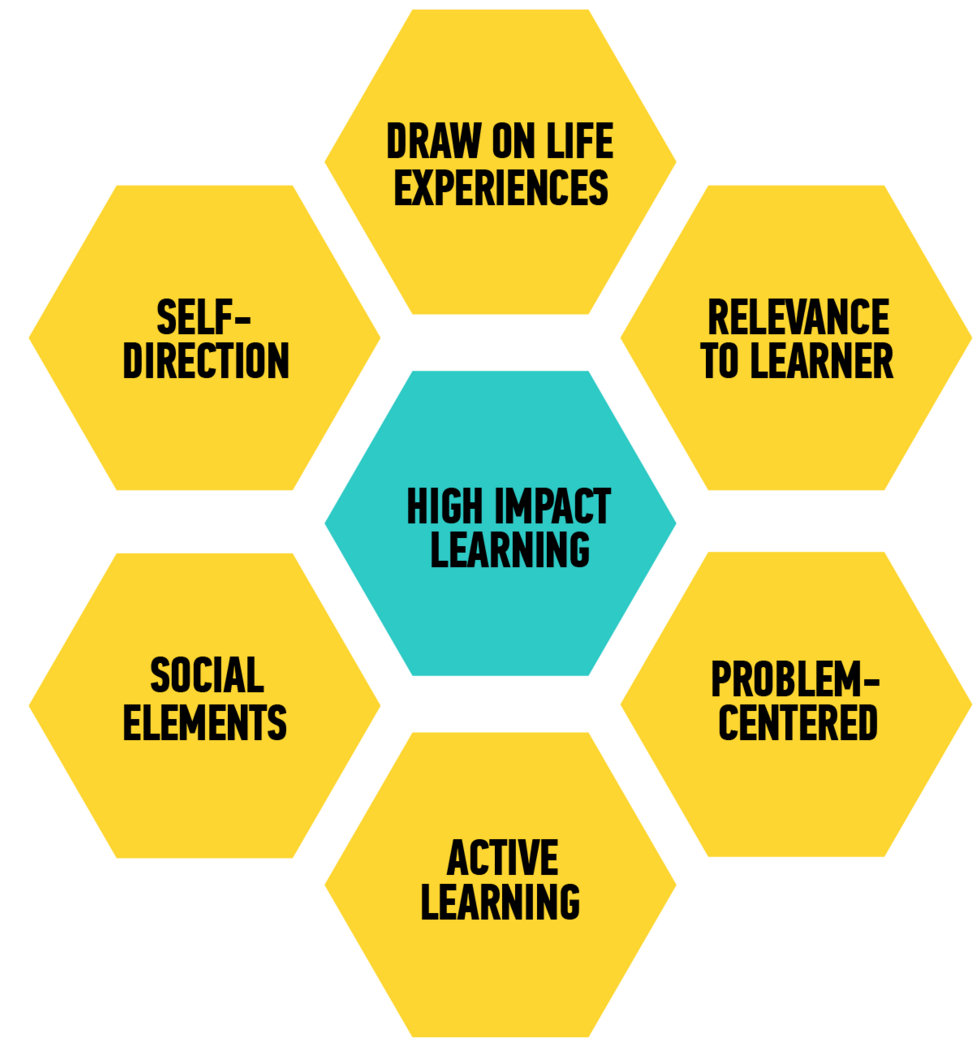 DRAW ON LIFE
EXPERIENCES
SELF-
DIRECTION
RELEVANCE
TO LEARNER
HIGH IMPACT
LEARNING
SOCIAL
ELEMENTS
PROBLEM-
CENTERED
ACTIVE
LEARNING